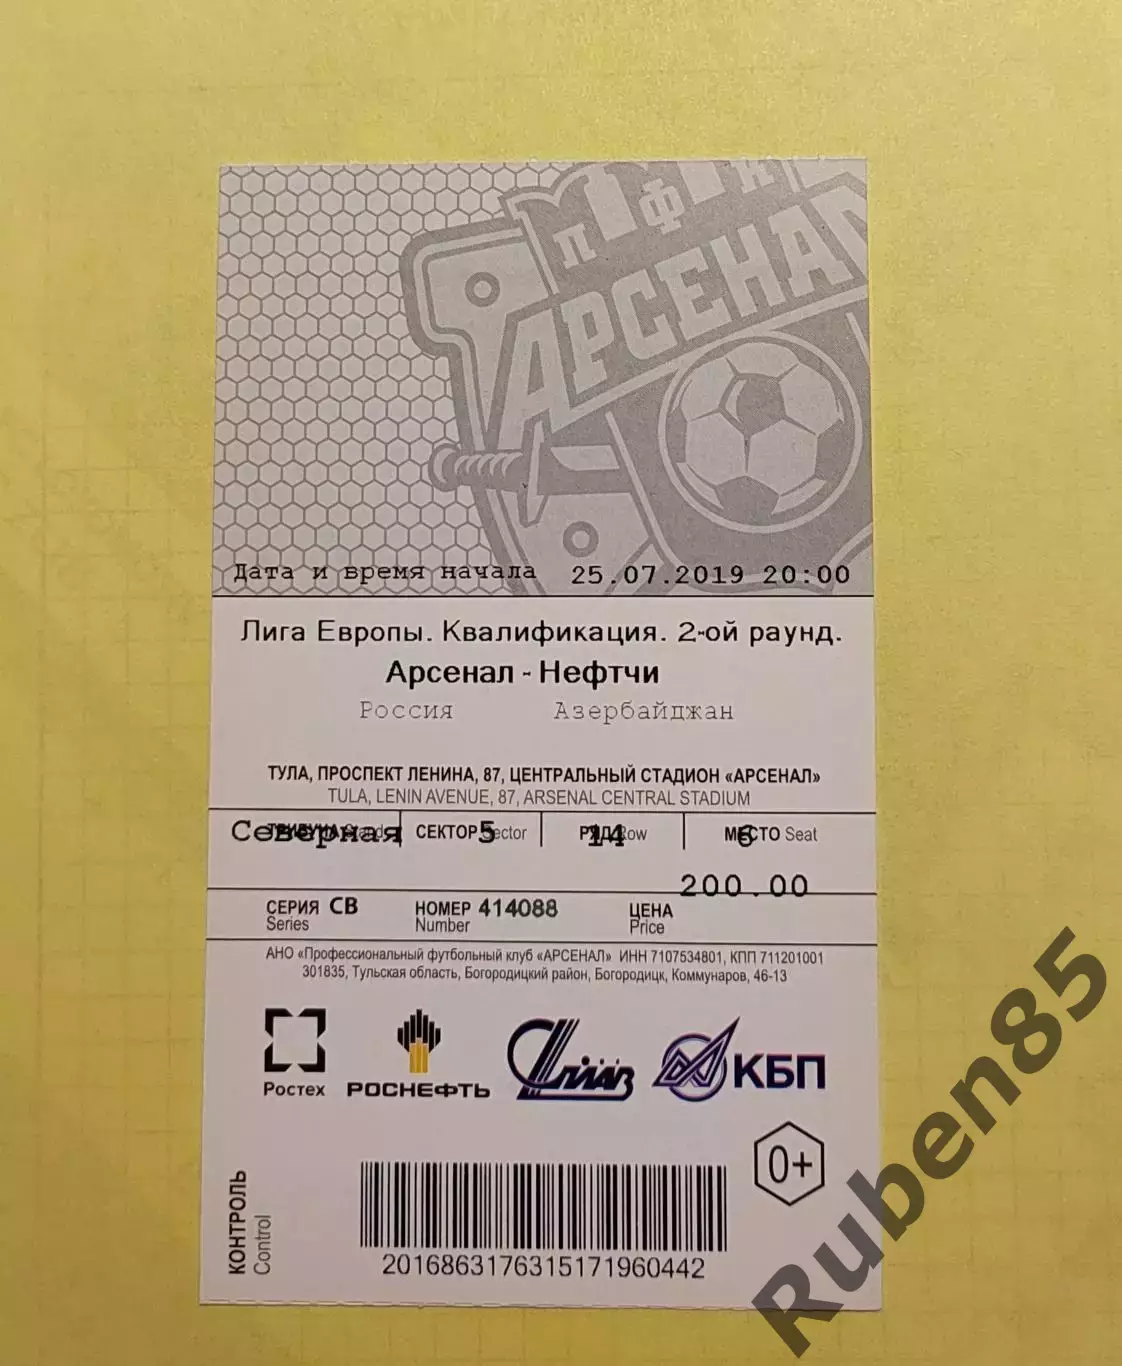 ПФК
АРСЕНАЛ
Дата и время начала 25.07.2019 20:00
Лига Европы. Квалификация. 2-ой раунд.
Арсенал - Нефтчи
Россия Азербайджан
ТУЛА, ПРОСПЕКТ ЛЕНИНА, 87, ЦЕНТРАЛЬНЫЙ СТАДИОН «АРСЕНАЛ»
TULA, LENIN AVENUE, 87, ARSENAL CENTRAL STADIUM
ТРИБУНА Stand Северная СЕКТОР Sector 5 РЯД Row 14 МЕСТО Seat 6
200.00
СЕРИЯ СВ НОМЕР 414088 ЦЕНА
Series Number Price
АНО «Профессиональный футбольный клуб «АРСЕНАЛ» ИНН 7107534801, КПП 711201001
301835, Тульская область, Богородицкий район, Богородицк, Коммунаров, 46-13
Ростех РОСНЕФТЬ КБП
0+
КОНТРОЛЬ
Control
2016863176315171960442
Ruben85